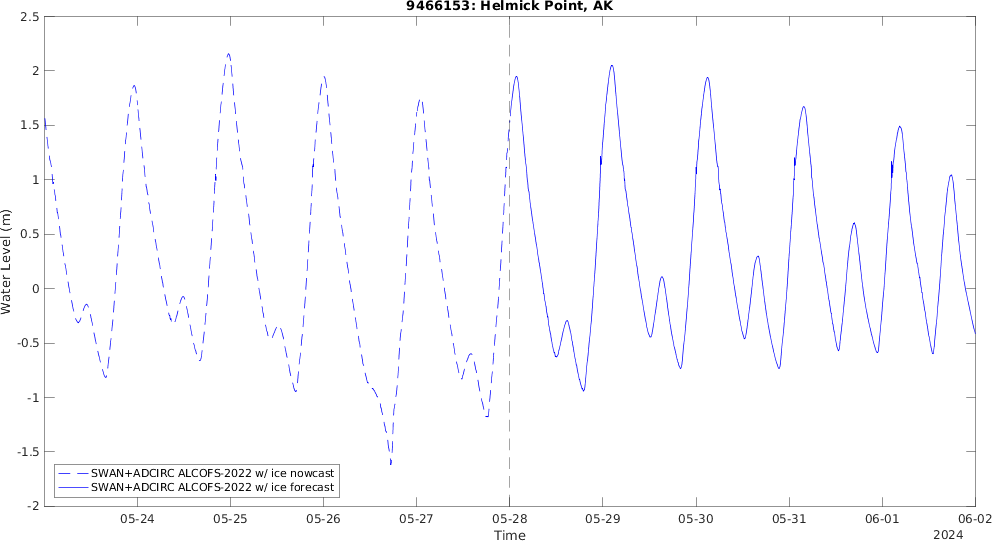 9466153: Helmick Point, AK
2.5
2
1.5
1
0.5
0
-0.5
-1
-1.5
-2
Water Level (m)
SWAN+ADCIRC ALCOFS-2022 w/ ice nowcast
SWAN+ADCIRC ALCOFS-2022 w/ ice forecast
05-24 05-25 05-26 05-27 05-28 05-29 05-30 05-31 06-01 06-02
Time
2024